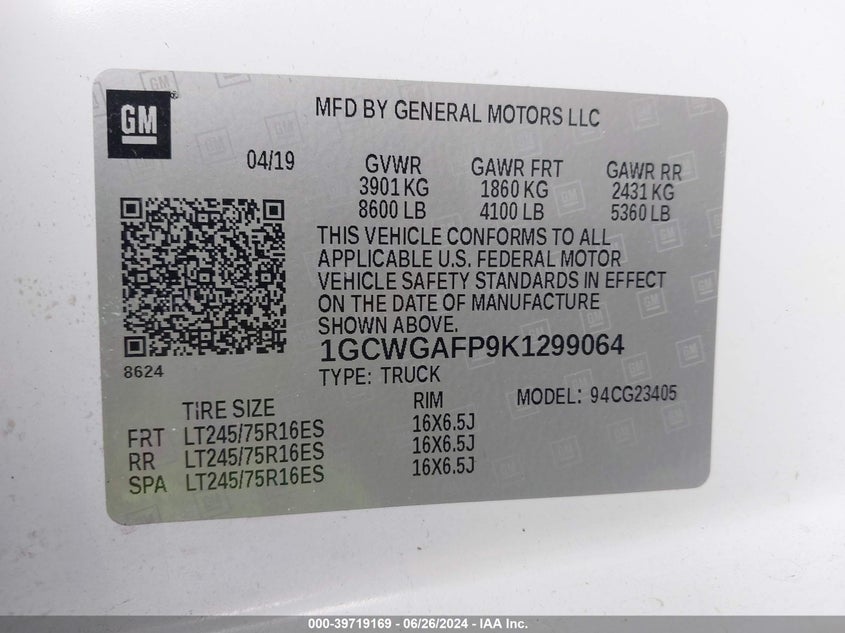 GM
MFD BY GENERAL MOTORS LLC
04/19 GVWR GAWR FRT GAWR RR
3901 KG 1860 KG 2431 KG
8600 LB 4100 LB 5360 LB
THIS VEHICLE CONFORMS TO ALL
APPLICABLE U.S. FEDERAL MOTOR
VEHICLE SAFETY STANDARDS IN EFFECT
ON THE DATE OF MANUFACTURE
SHOWN ABOVE.
1GCWGAFP9K1299064
8624
TYPE: TRUCK
TIRE SIZE RIM MODEL: 94CG23405
FRT LT245/75R16ES 16X6.5J
RR LT245/75R16ES 16X6.5J
SPA LT245/75R16ES 16X6.5J
000-39719169 - 06/26/2024 - IAA Inc.